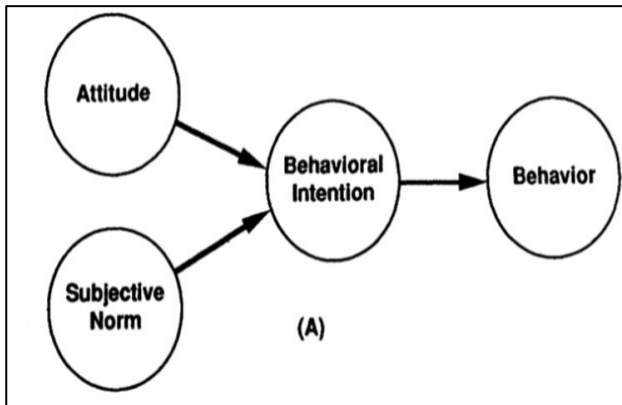 Attitude
Behavioral
Intention
Behavior
Subjective
Norm
(A)